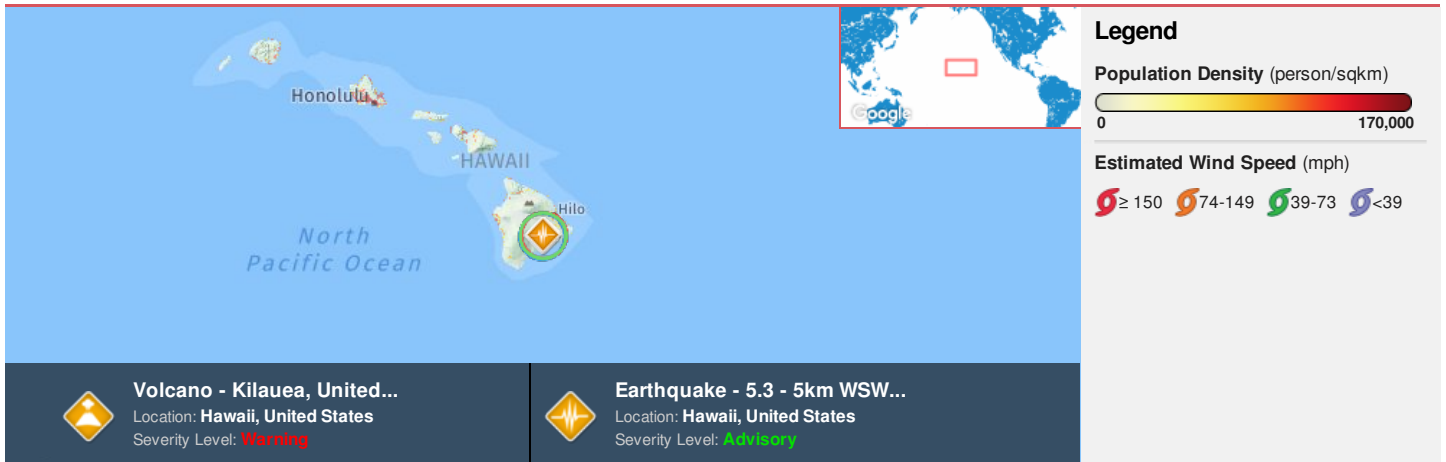 Honolulu
HAWAII
Hilo
North
Pacific Ocean
Google
Legend
Population Density (person/sqkm)
0 170,000
Estimated Wind Speed (mph)
≥ 150 74-149 39-73 <39
Volcano - Kilauea, United...
Location: Hawaii, United States
Severity Level: Warning
Earthquake - 5.3 - 5km WSW...
Location: Hawaii, United States
Severity Level: Advisory